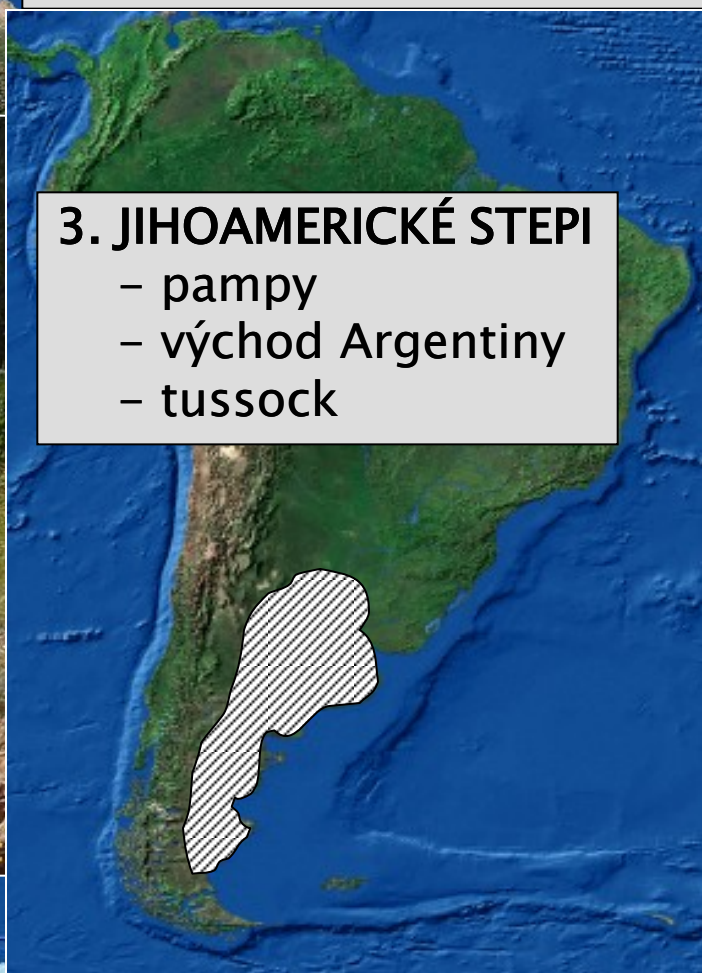 3. JIHOAMERICKÉ STEPI
– pampy
– východ Argentiny
– tussock